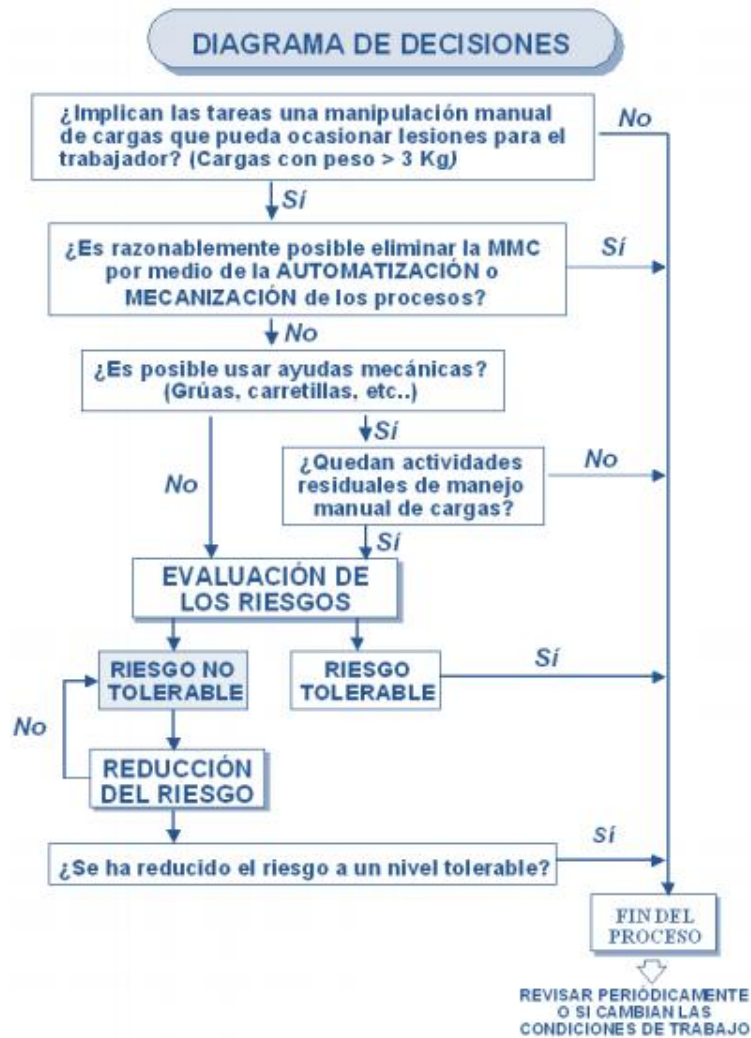 DIAGRAMA DE DECISIONES
¿Implican las tareas una manipulación manual
de cargas que pueda ocasionar lesiones para el
trabajador? (Cargas con peso > 3 Kg)
No
Sí
¿Es razonablemente posible eliminar la MMC
por medio de la AUTOMATIZACIÓN o
MECANIZACIÓN de los procesos?
Sí
No
¿Es posible usar ayudas mecánicas?
(Grúas, carretillas, etc..)
Sí
No
¿Quedan actividades
residuales de manejo
manual de cargas?
No
Sí
EVALUACIÓN DE
LOS RIESGOS
RIESGO NO
TOLERABLE
RIESGO
TOLERABLE
Sí
No
REDUCCIÓN
DEL RIESGO
¿Se ha reducido el riesgo a un nivel tolerable?
Sí
FIN DEL
PROCESO
REVISAR PERIÓDICAMENTE
O SI CAMBIAN LAS
CONDICIONES DE TRABAJO